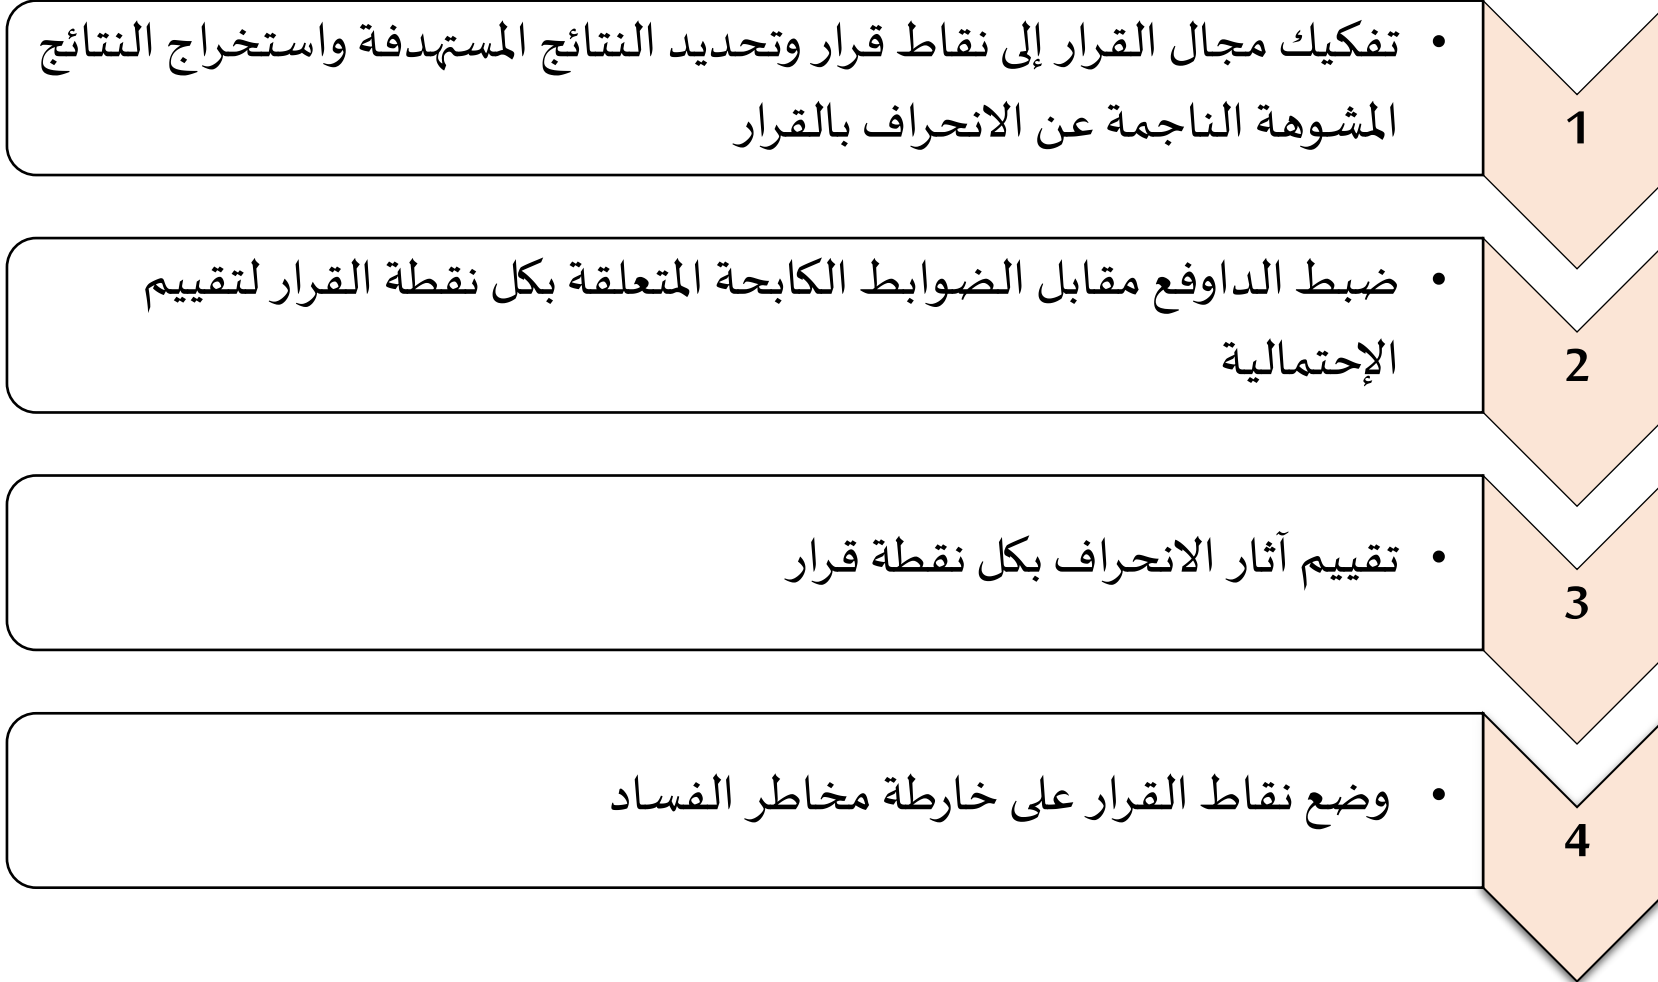 1
• تفكيك مجال القرار إلى نقاط قرار وتحديد النتائج المستهدفة واستخراج النتائج
المشوهة الناجمة عن الانحراف بالقرار
2
• ضبط الداوفع مقابل الضوابط الكابحة المتعلقة بكل نقطة القرار لتقييم
الإحتمالية
3
• تقييم آثار الانحراف بكل نقطة قرار
4
• وضع نقاط القرار على خارطة مخاطر الفساد